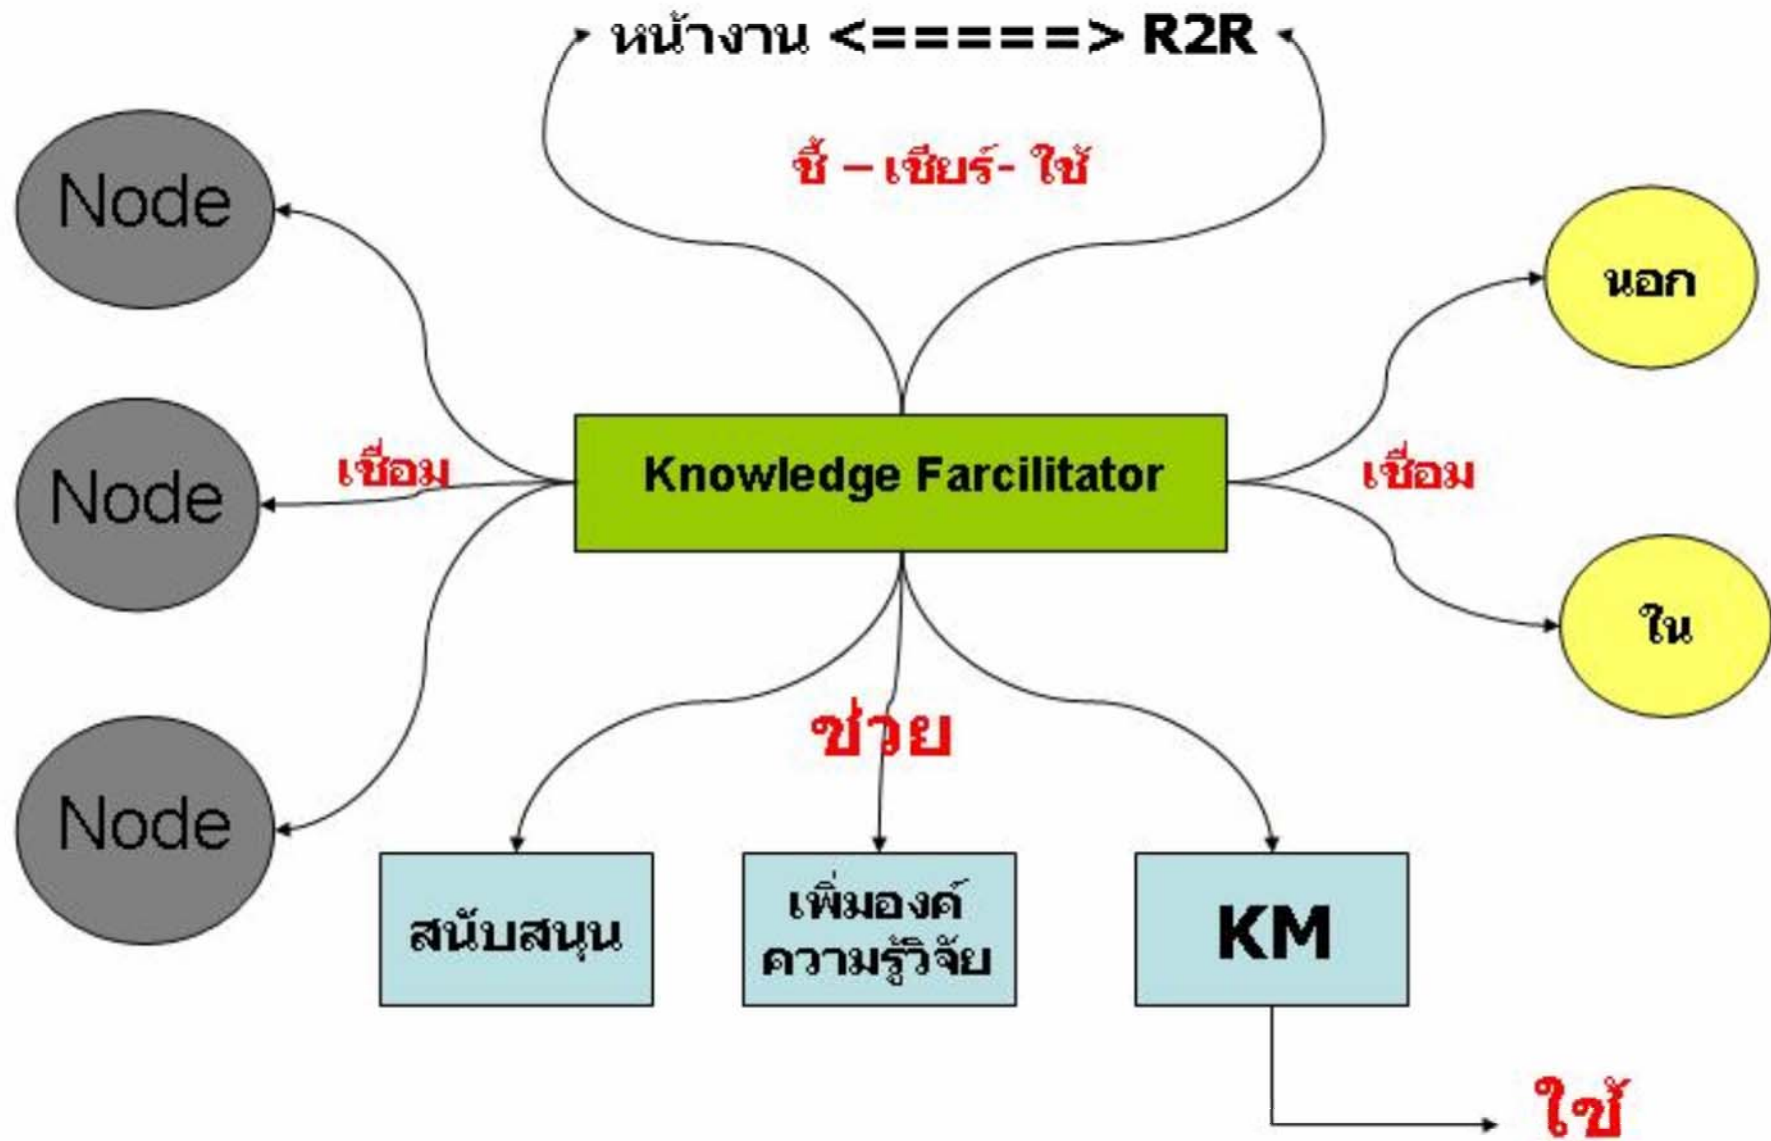 หน้างาน <=====> R2R
ชี้ – เชียร์- ใช้
Node
นอก
Node
เชื่อม
Knowledge Farcilitator
เชื่อม
ใน
ช่วย
Node
สนับสนุน
เพิ่มองค์
ความรู้วิจัย
KM
ใช้